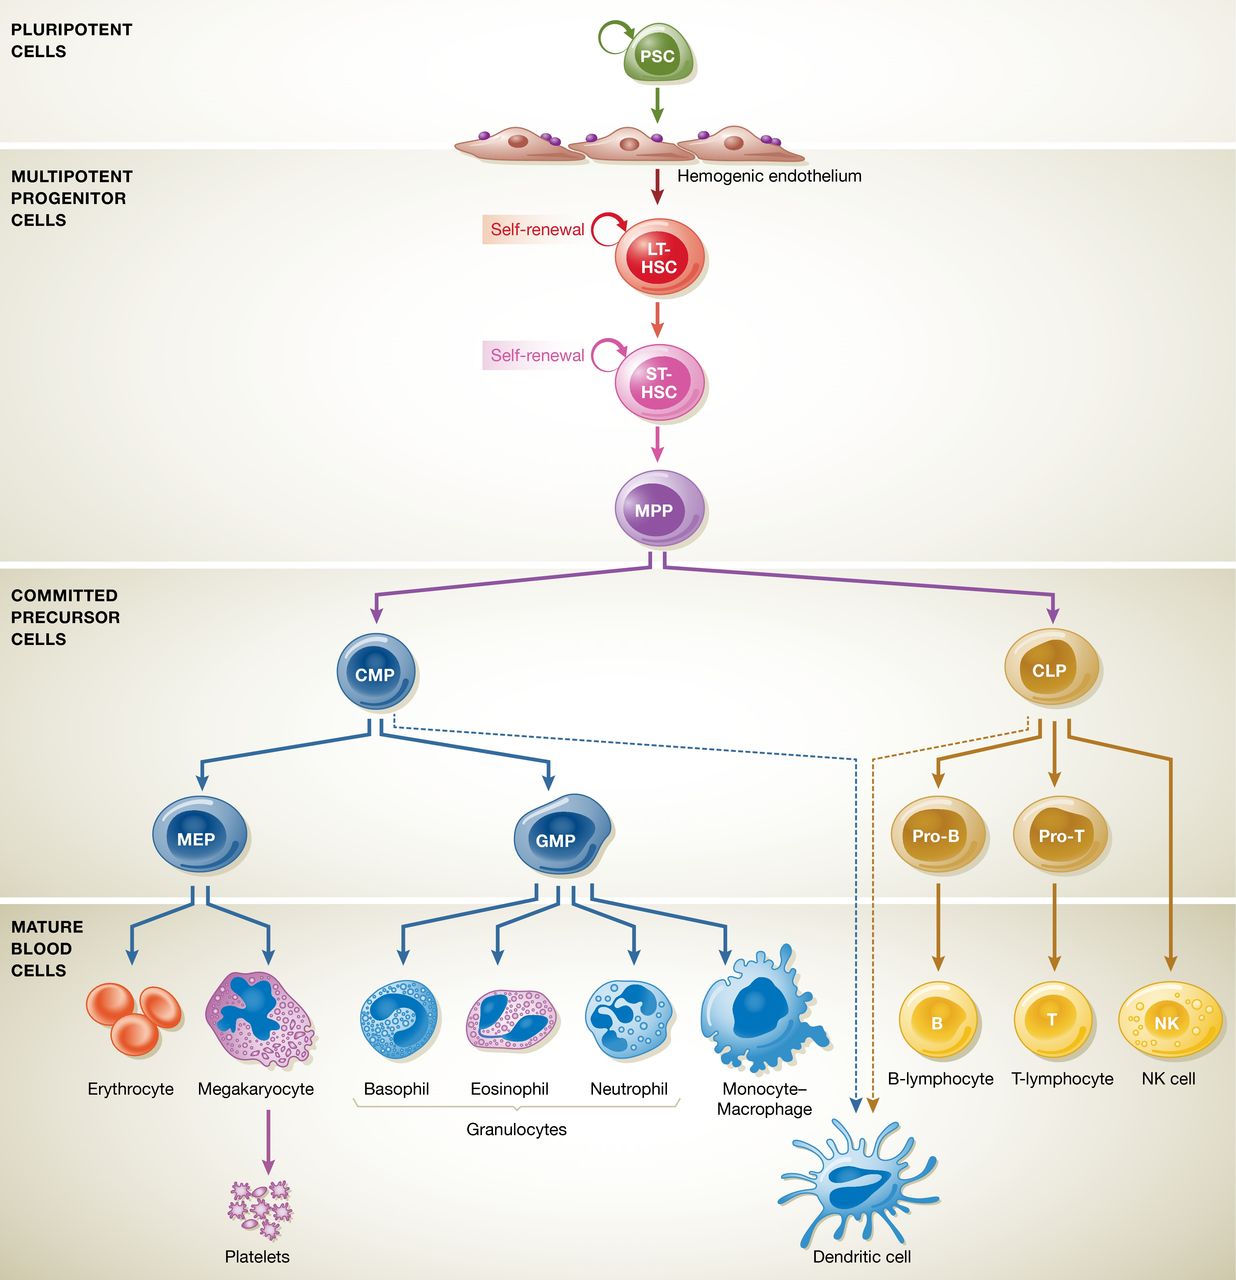 PLURIPOTENT
CELLS
PSC
Hemogenic endothelium
MULTIPOTENT
PROGENITOR
CELLS
Self-renewal
LT-
HSC
Self-renewal
ST-
HSC
MPP
COMMITTED
PRECURSOR
CELLS
CMP
CLP
MEP
GMP
Pro-B
Pro-T
MATURE
BLOOD
CELLS
B
T
NK
Erythrocyte
Megakaryocyte
Basophil
Eosinophil
Neutrophil
Monocyte–
Macrophage
B-lymphocyte
T-lymphocyte
NK cell
Granulocytes
Platelets
Dendritic cell